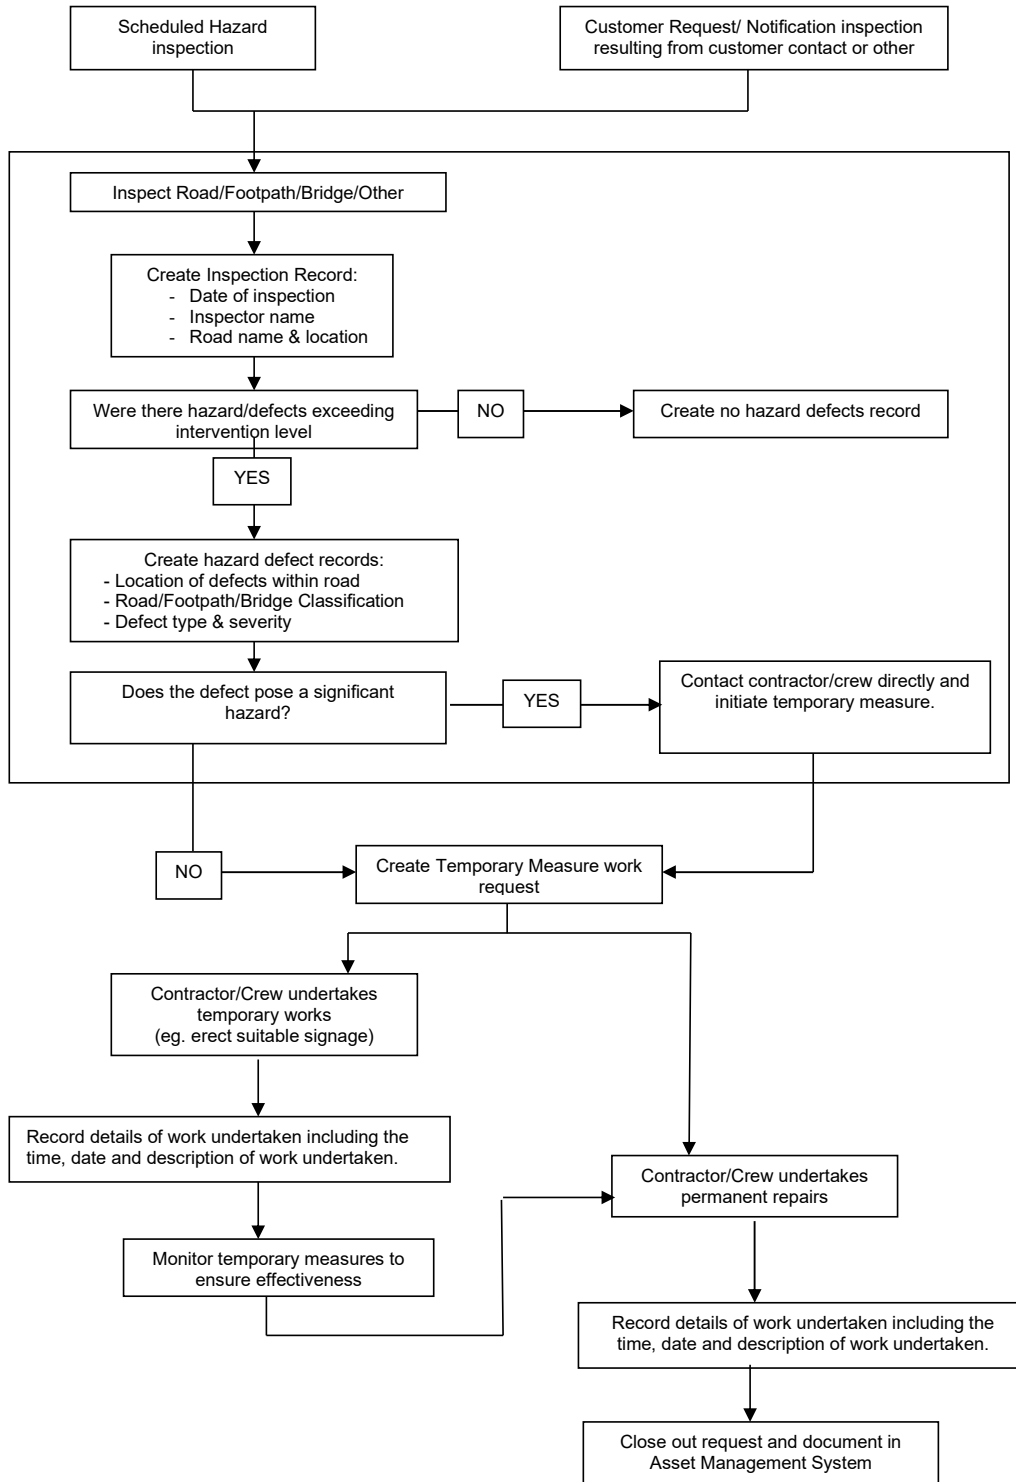 Scheduled Hazard
inspection
Customer Request/ Notification inspection
resulting from customer contact or other
Inspect Road/Footpath/Bridge/Other
Create Inspection Record:
- Date of inspection
- Inspector name
- Road name & location
Were there hazard/defects exceeding
intervention level
NO
Create no hazard defects record
YES
Create hazard defect records:
- Location of defects within road
- Road/Footpath/Bridge Classification
- Defect type & severity
Does the defect pose a significant
hazard?
YES
Contact contractor/crew directly and
initiate temporary measure.
NO
Create Temporary Measure work
request
Contractor/Crew undertakes
temporary works
(eg. erect suitable signage)
Record details of work undertaken including the
time, date and description of work undertaken.
Contractor/Crew undertakes
permanent repairs
Monitor temporary measures to
ensure effectiveness
Record details of work undertaken including the
time, date and description of work undertaken.
Close out request and document in
Asset Management System